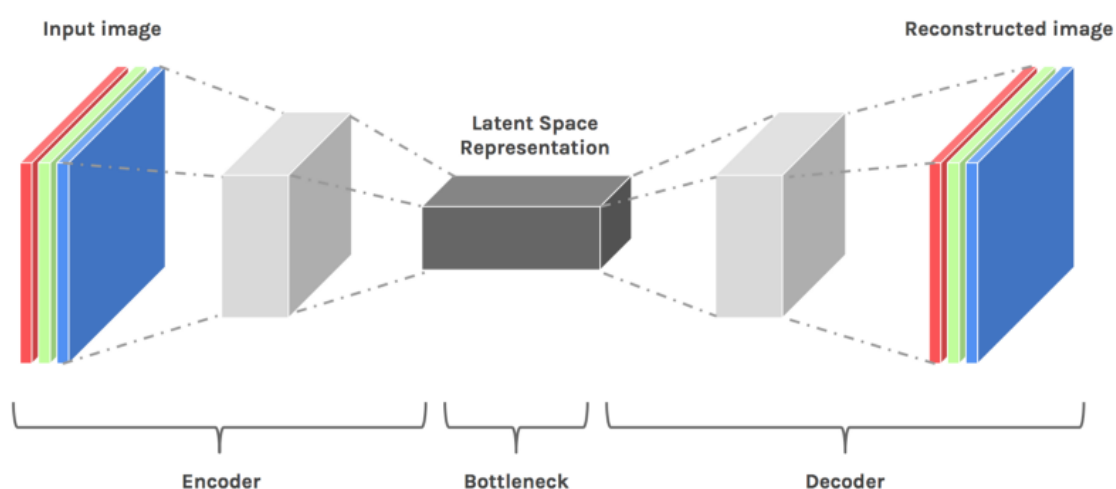 Input image
Reconstructed image
Latent Space
Representation
Encoder
Bottleneck
Decoder